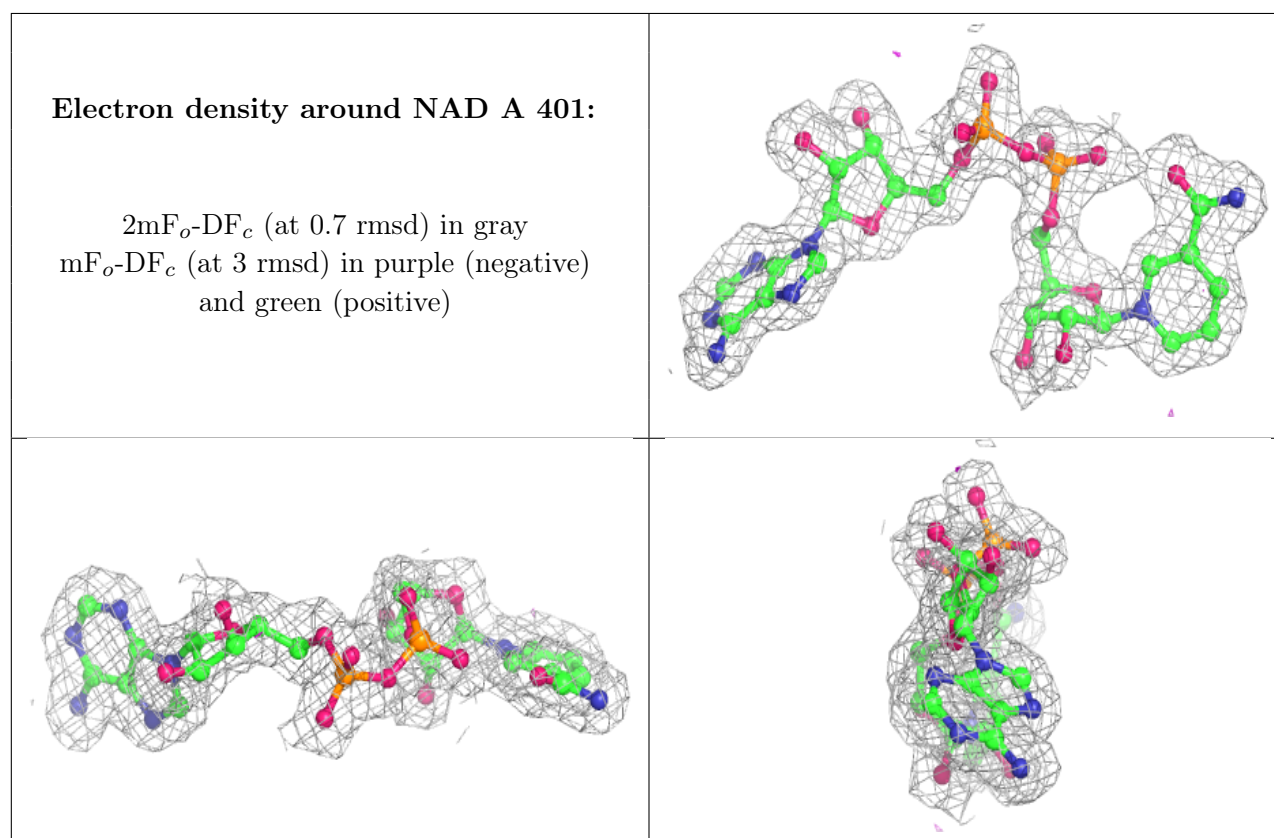 Electron density around NAD A 401:
2mFo-DFc (at 0.7 rmsd) in gray
mFo-DFc (at 3 rmsd) in purple (negative)
and green (positive)